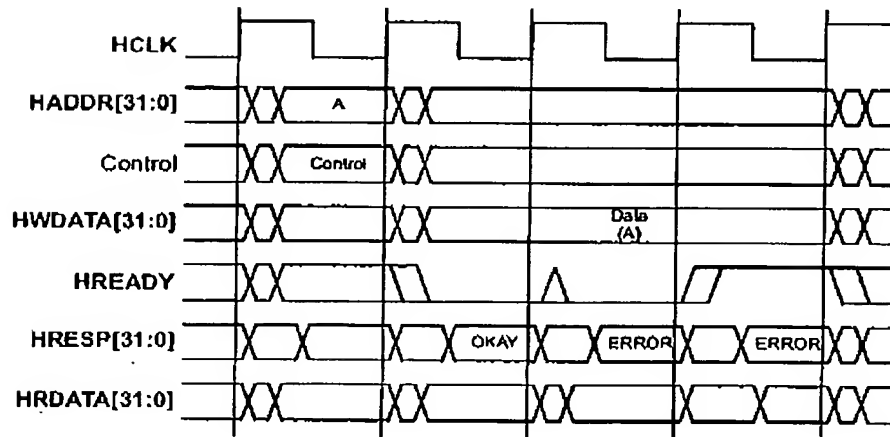 HCLK
HADDR[31:0]
A
Control
Control
HWDATA[31:0]
Data
(A)
HREADY
HRESP[31:0]
OKAY
ERROR
ERROR
HRDATA[31:0]